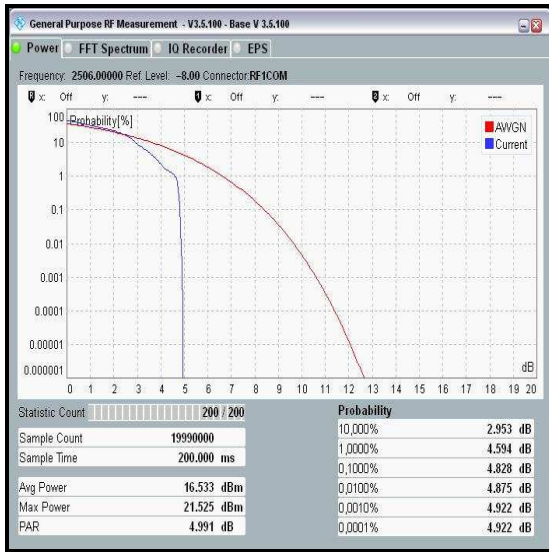 General Purpose RF Measurement - V3.5.100 - Base V 3.5.100
Power FFT Spectrum IQ Recorder EPS
Frequency: 2506.00000 Ref. Level: -8.00 Connector:RF1COM
x: Off y: --- 1 x: Off y: --- 2 x: Off y: ---
Probability[%]
AWGN
Current
100
10
1
0.1
0.01
0.001
0.0001
0.00001
0.000001
dB
0 1 2 3 4 5 6 7 8 9 10 11 12 13 14 15 16 17 18 19 20
Statistic Count 200 / 200
Sample Count 19990000
Sample Time 200.000 ms
Avg Power 16.533 dBm
Max Power 21.525 dBm
PAR 4.991 dB
Probability
10,000% 2.953 dB
1,0000% 4.594 dB
0,1000% 4.828 dB
0,0100% 4.875 dB
0,0010% 4.922 dB
0,0001% 4.922 dB